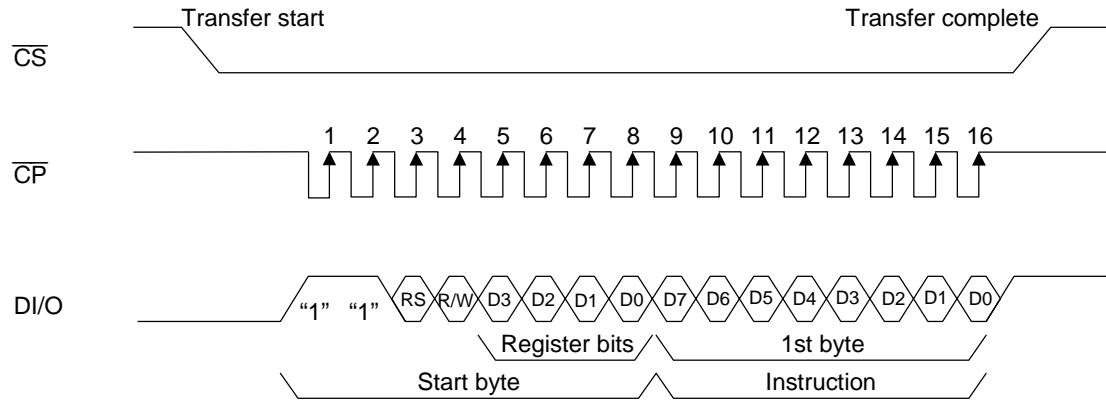 Transfer start Transfer complete
C̅S̅
1 2 3 4 5 6 7 8 9 10 11 12 13 14 15 16
C̅P̅
DI/O “1” “1” RS R/W D3 D2 D1 D0 D7 D6 D5 D4 D3 D2 D1 D0
Register bits 1st byte
Start byte Instruction